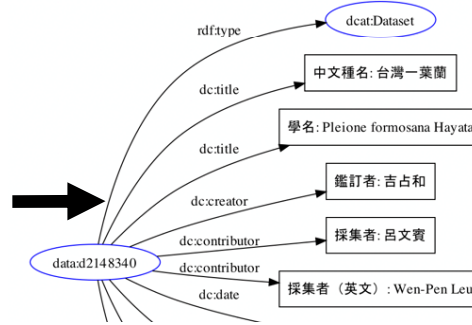 rdf:type
dcat:Dataset
dc:title
中文種名: 台灣一葉蘭
dc:title
學名: Pleione formosana Hayata
dc:creator
鑑訂者: 吉占和
dc:contributor
採集者: 呂文賓
data:d2148340
dc:contributor
採集者（英文）: Wen-Pen Leu
dc:date